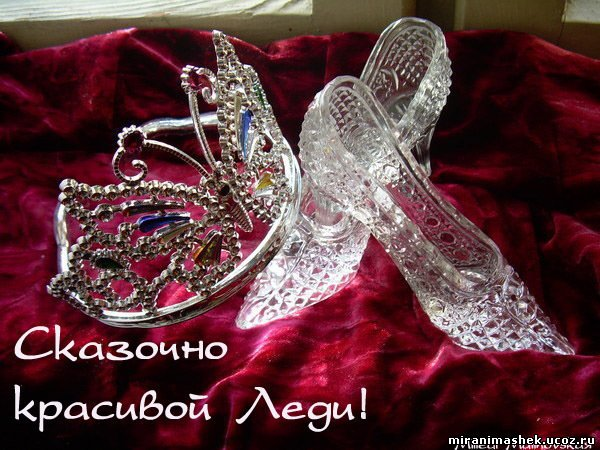 Сказочно
красивой Леди!
miranimashek.ucoz.ru